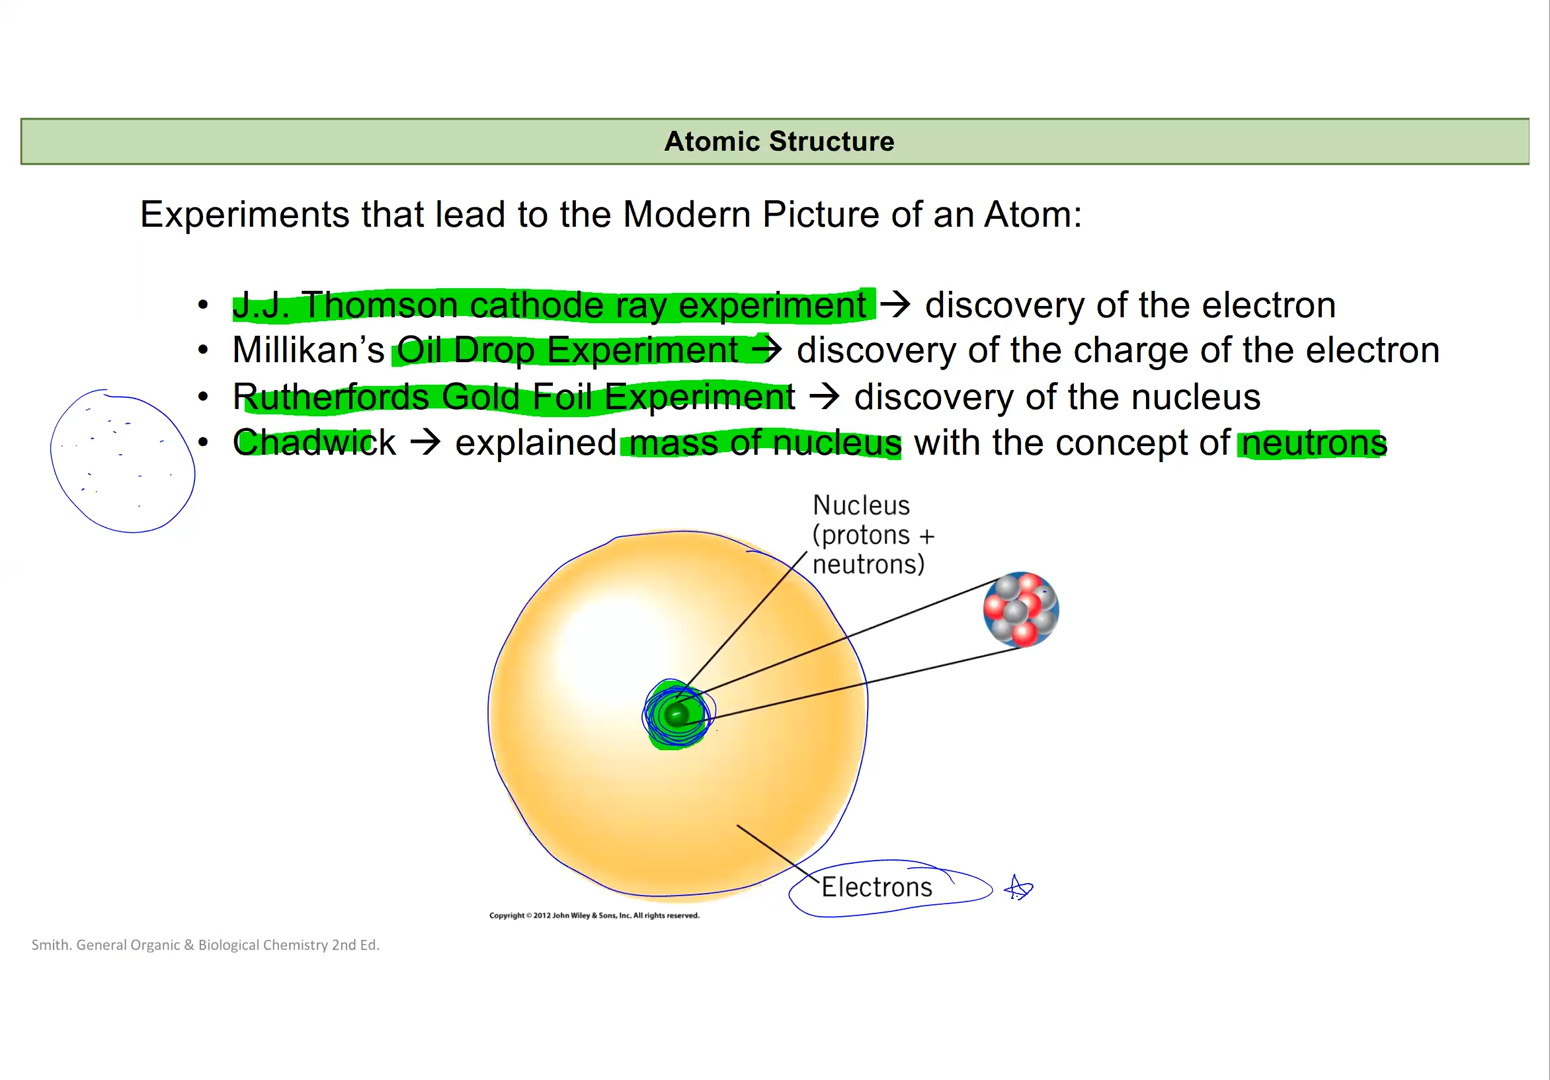 Atomic Structure
Experiments that lead to the Modern Picture of an Atom:
• J.J. Thomson cathode ray experiment → discovery of the electron
• Millikan’s Oil Drop Experiment → discovery of the charge of the electron
• Rutherfords Gold Foil Experiment → discovery of the nucleus
• Chadwick → explained mass of nucleus with the concept of neutrons
Nucleus
(protons +
neutrons)
Electrons
Copyright © 2012 John Wiley & Sons, Inc. All rights reserved.
Smith. General Organic & Biological Chemistry 2nd Ed.